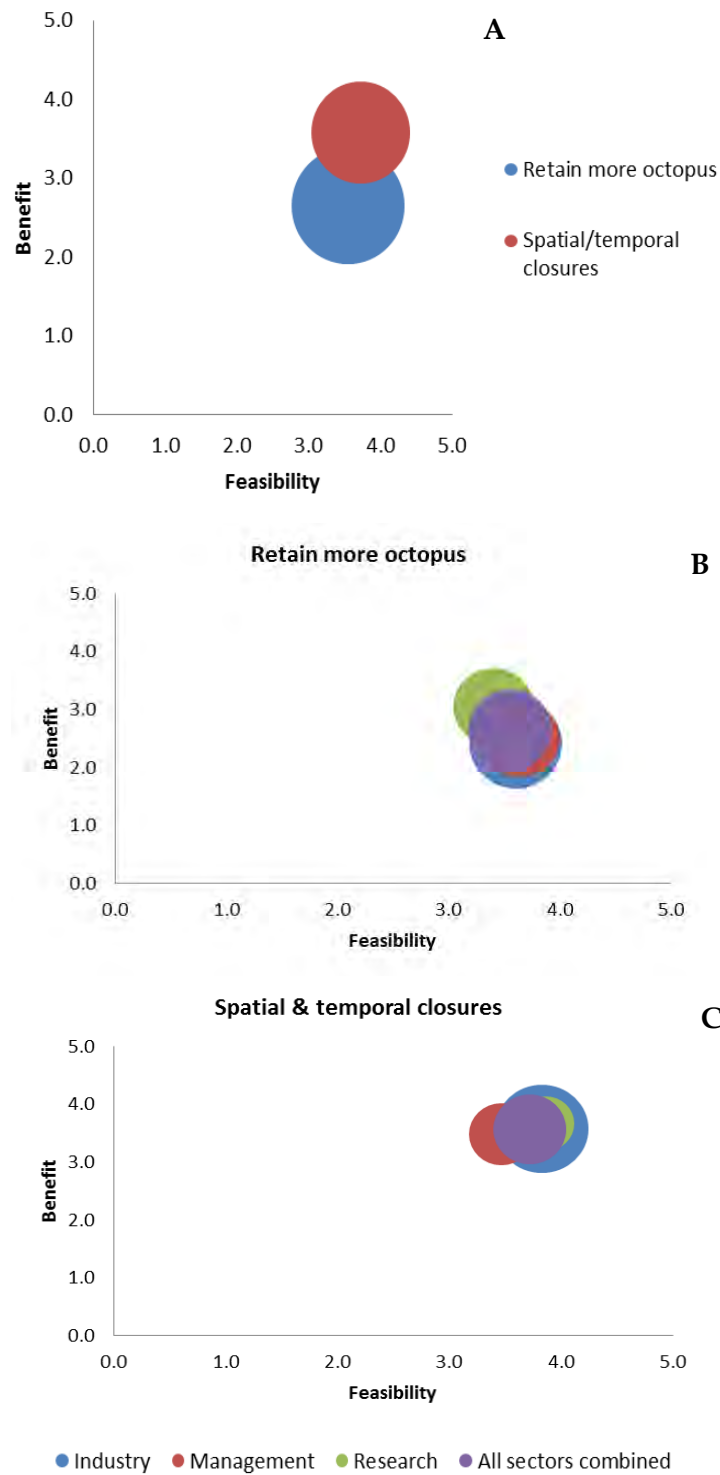 A
5.0
4.0
3.0
2.0
1.0
0.0
Benefit
0.0 1.0 2.0 3.0 4.0 5.0
Feasibility
Retain more octopus
Spatial/temporal
closures
Retain more octopus
B
5.0
4.0
3.0
2.0
1.0
0.0
Benefit
0.0 1.0 2.0 3.0 4.0 5.0
Feasibility
Spatial & temporal closures
C
5.0
4.0
3.0
2.0
1.0
0.0
Benefit
0.0 1.0 2.0 3.0 4.0 5.0
Feasibility
Industry Management Research All sectors combined